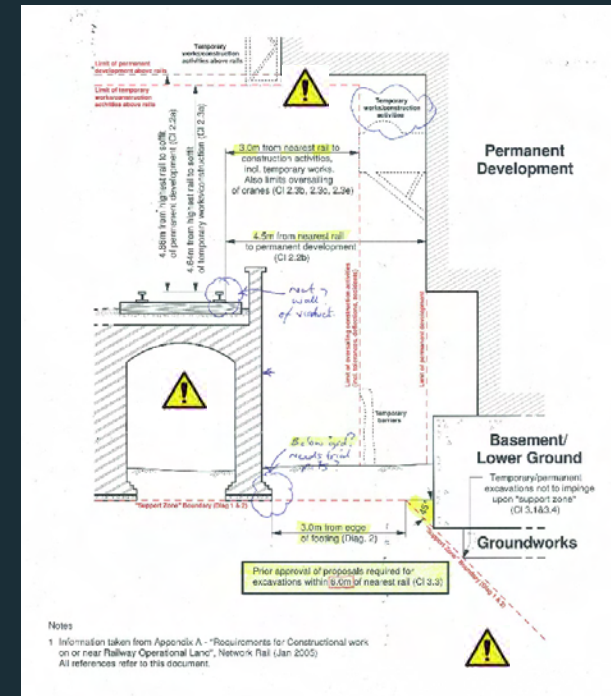 Temporary
works/construction
activities above rails
Limit of permanent
development above rails
Limit of temporary
works/construction
activities above rails
Temporary
works/construction
activities
4.86m from highest rail to soffit
of permanent development (Cl 2.2a)
4.64m from highest rail to soffit
of temporary works/construction (Cl 2.3a)
3.0m from nearest rail to
construction activities,
incl. temporary works.
Also limits oversailing
of cranes (Cl 2.3b, 2.3c, 2.3e)
Permanent
Development
4.5m from nearest rail
to permanent development
(Cl 2.2b)
wall
of viaduct
Limit of oversailing construction activities
(incl. tolerances, deflections, accidents)
Limit of permanent development
Temporary
barriers
Below
needs trial
pits?
Basement/
Lower Ground
Temporary/permanent
excavations not to impinge
upon "support zone"
(Cl 3.1&3.4)
"Support Zone" Boundary (Diag. 1 & 2)
45°
3.0m from edge
of footing (Diag. 2)
Groundworks
"Support Zone" Boundary (Diag. 1 & 2)
Prior approval of proposals required for
excavations within 6.0m of nearest rail (Cl 3.3)
Notes
1 Information taken from Appendix A - "Requirements for Constructional work
on or near Railway Operational Land", Network Rail (Jan 2005)
All references refer to this document.